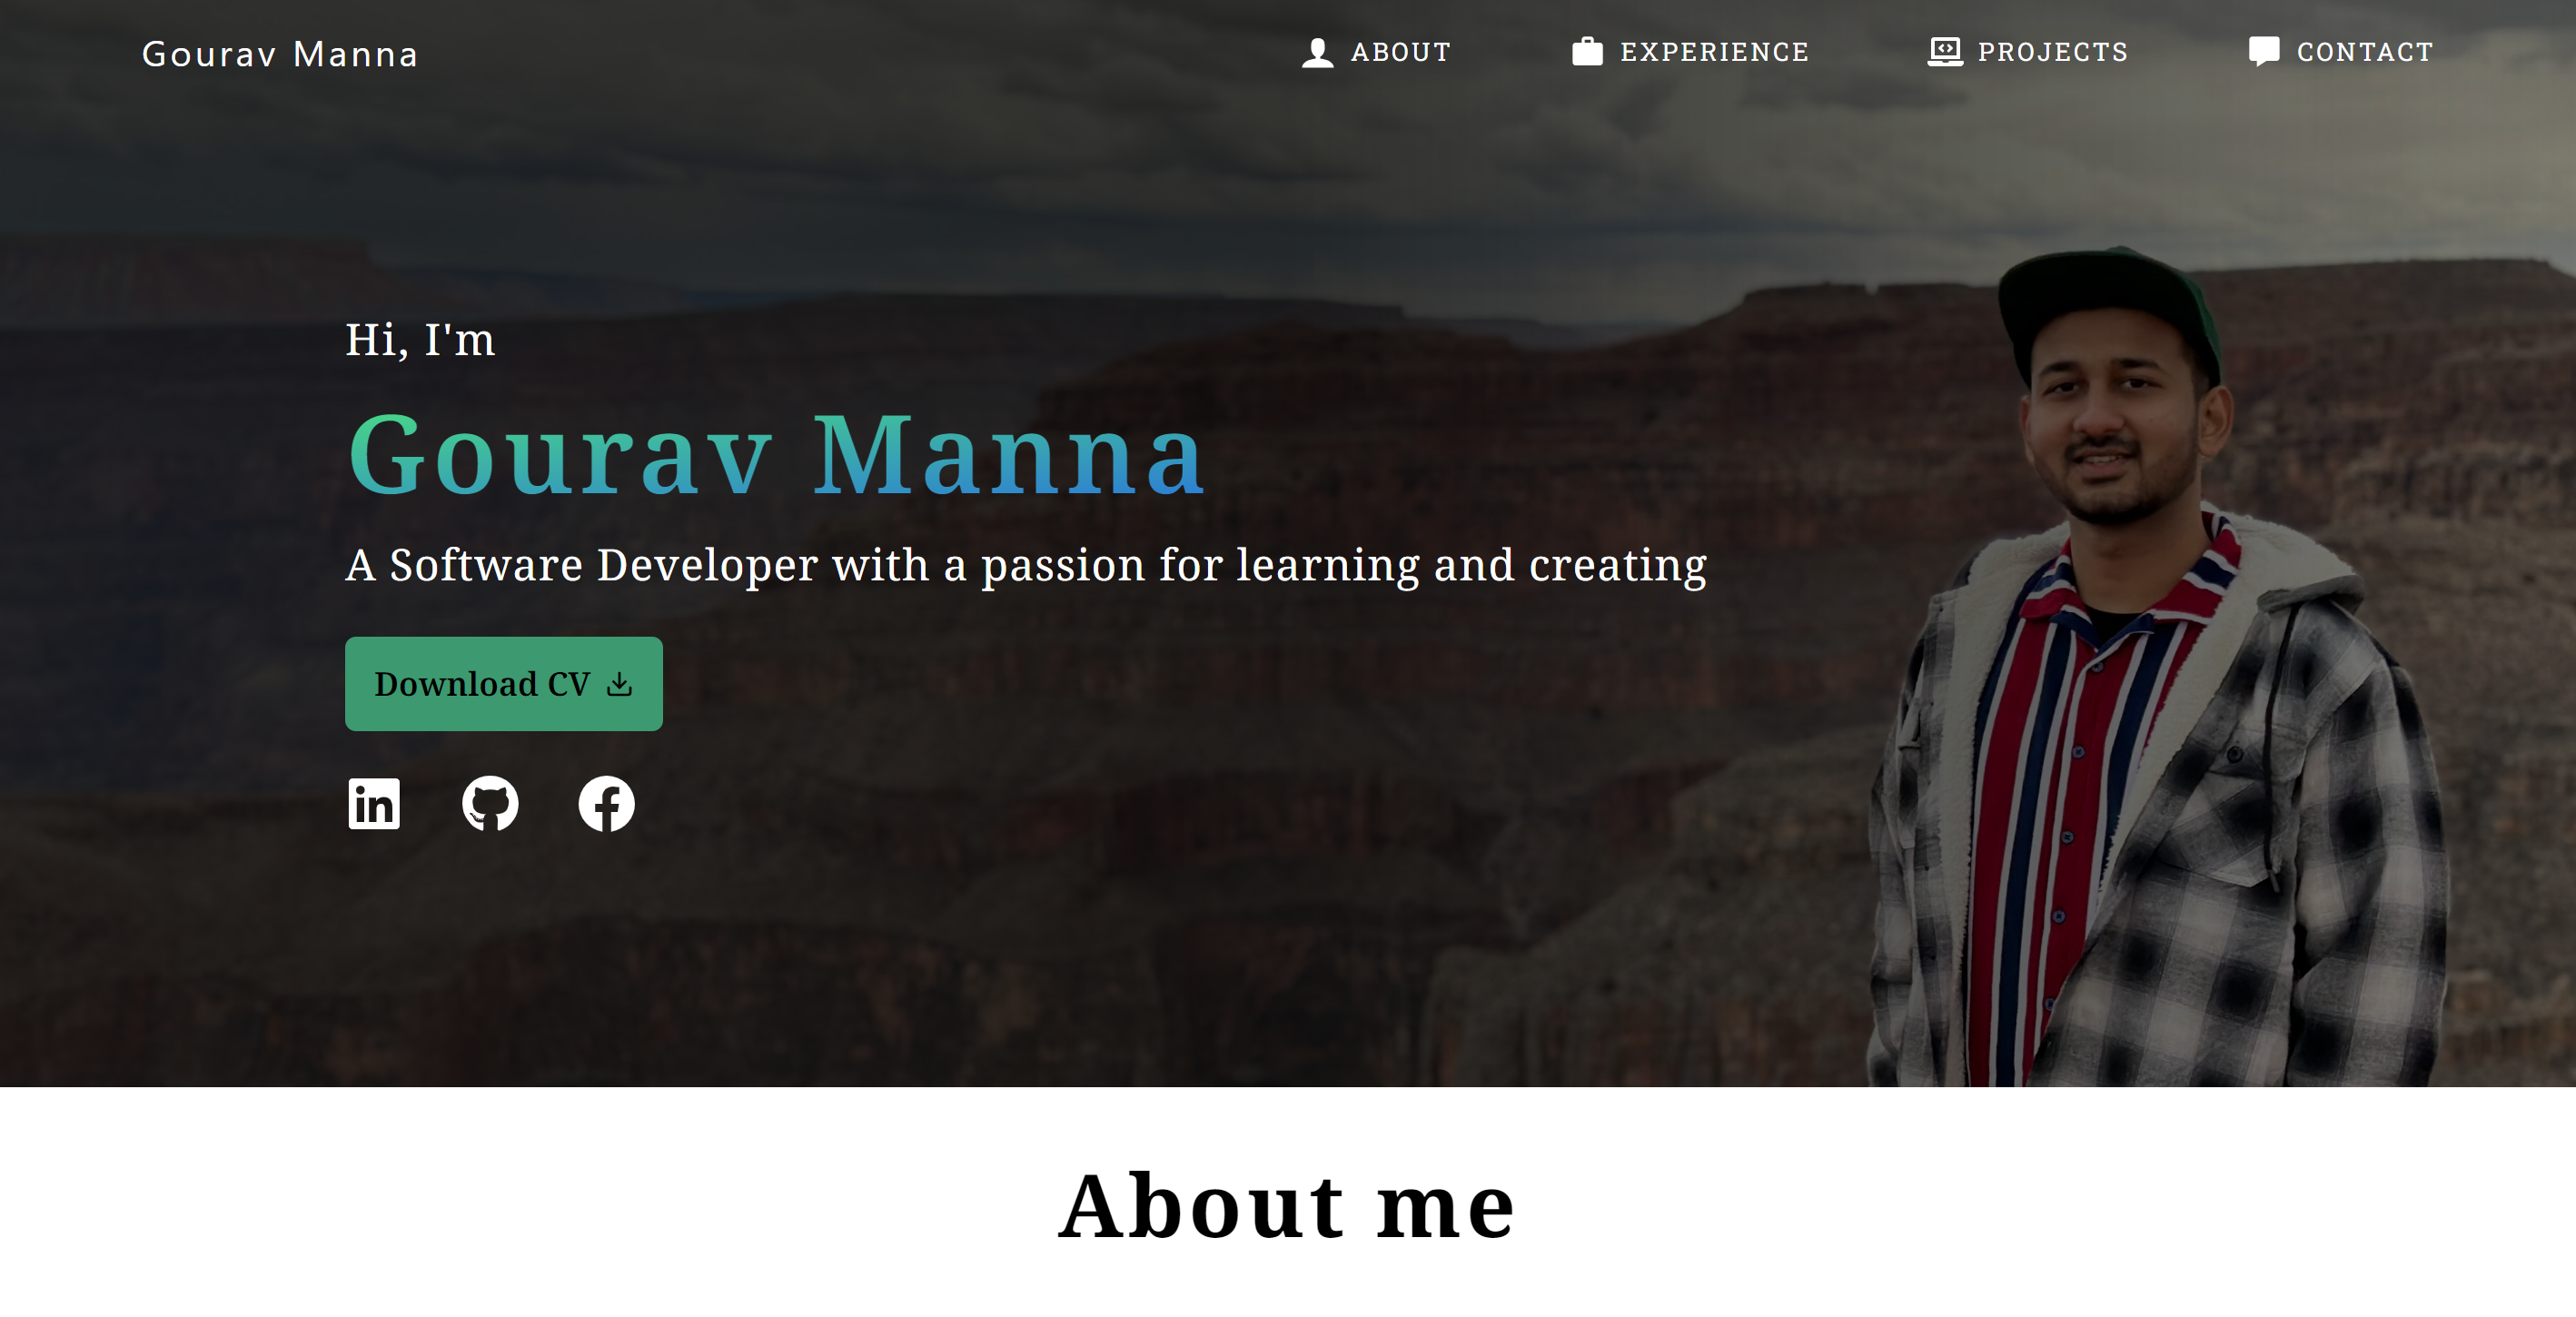 Gourav Manna
ABOUT
EXPERIENCE
PROJECTS
CONTACT
Hi, I'm
Gourav Manna
A Software Developer with a passion for learning and creating
Download CV
in
About me